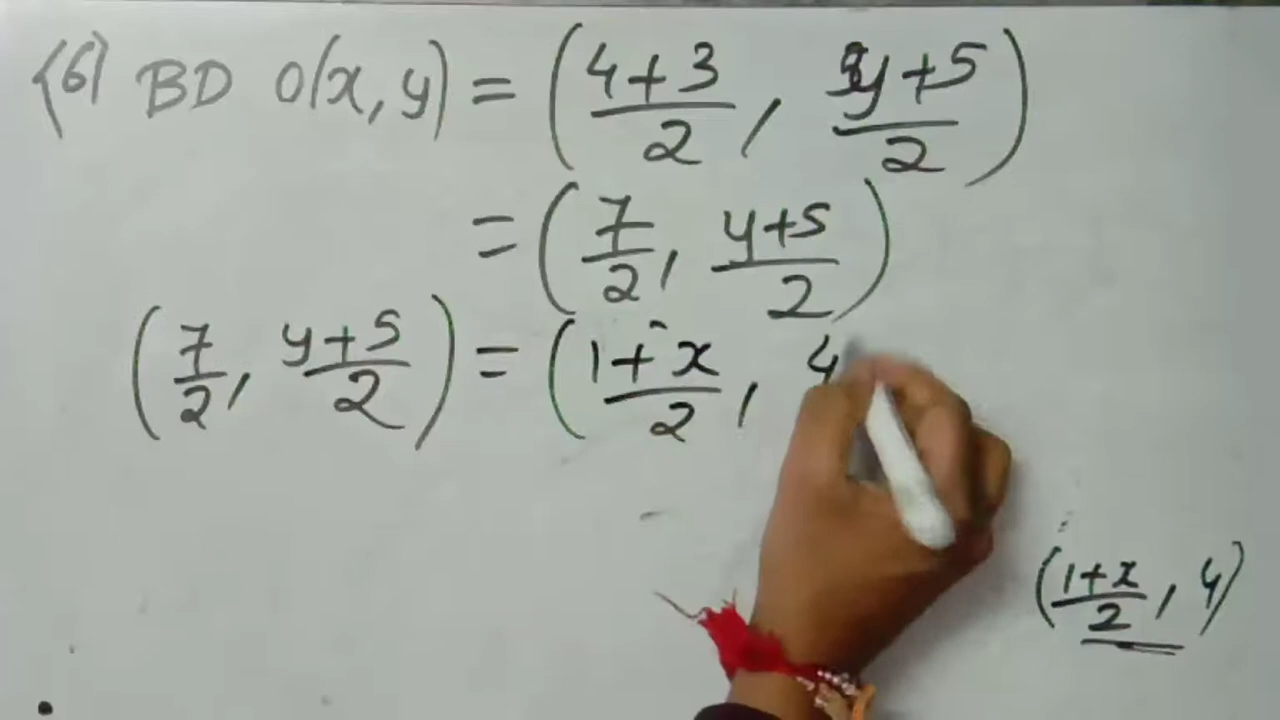 (6) BD O(x, y) = (4+3/2, y+5/2)
= (7/2, y+5/2)
(7/2, y+5/2) = (1+x/2, 4
(1+x/2, 4)